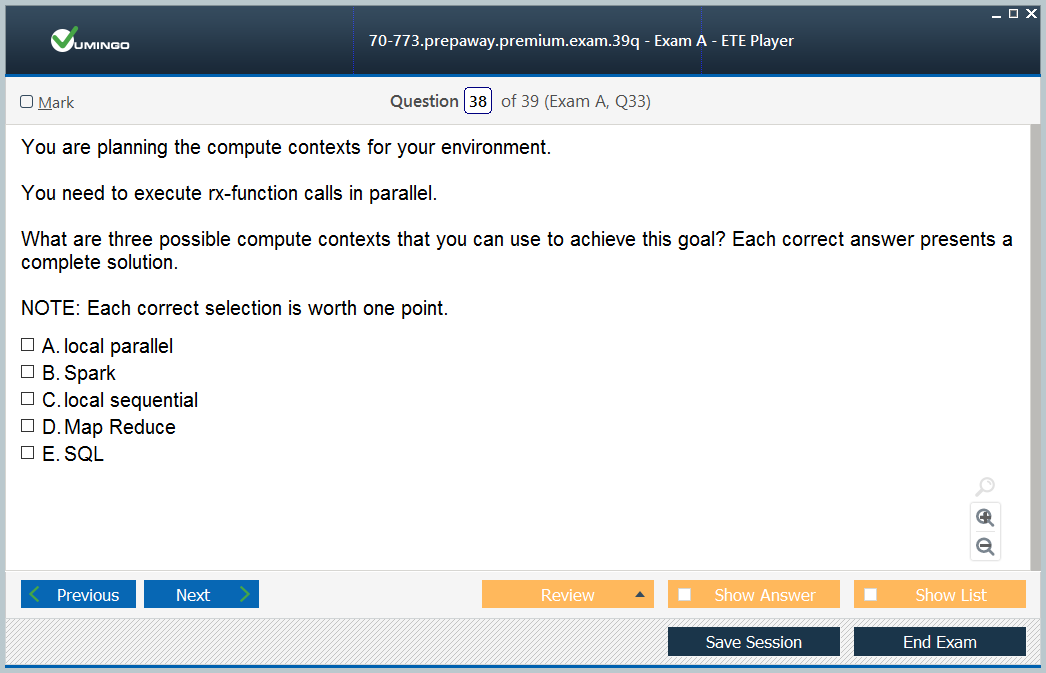 VUMINGO
70-773.prepaway.premium.exam.39q - Exam A - ETE Player
Mark
Question 38 of 39 (Exam A, Q33)
You are planning the compute contexts for your environment.
You need to execute rx-function calls in parallel.
What are three possible compute contexts that you can use to achieve this goal? Each correct answer presents a
complete solution.
NOTE: Each correct selection is worth one point.
A. local parallel
B. Spark
C. local sequential
D. Map Reduce
E. SQL
Previous
Next
Review
Show Answer
Show List
Save Session
End Exam